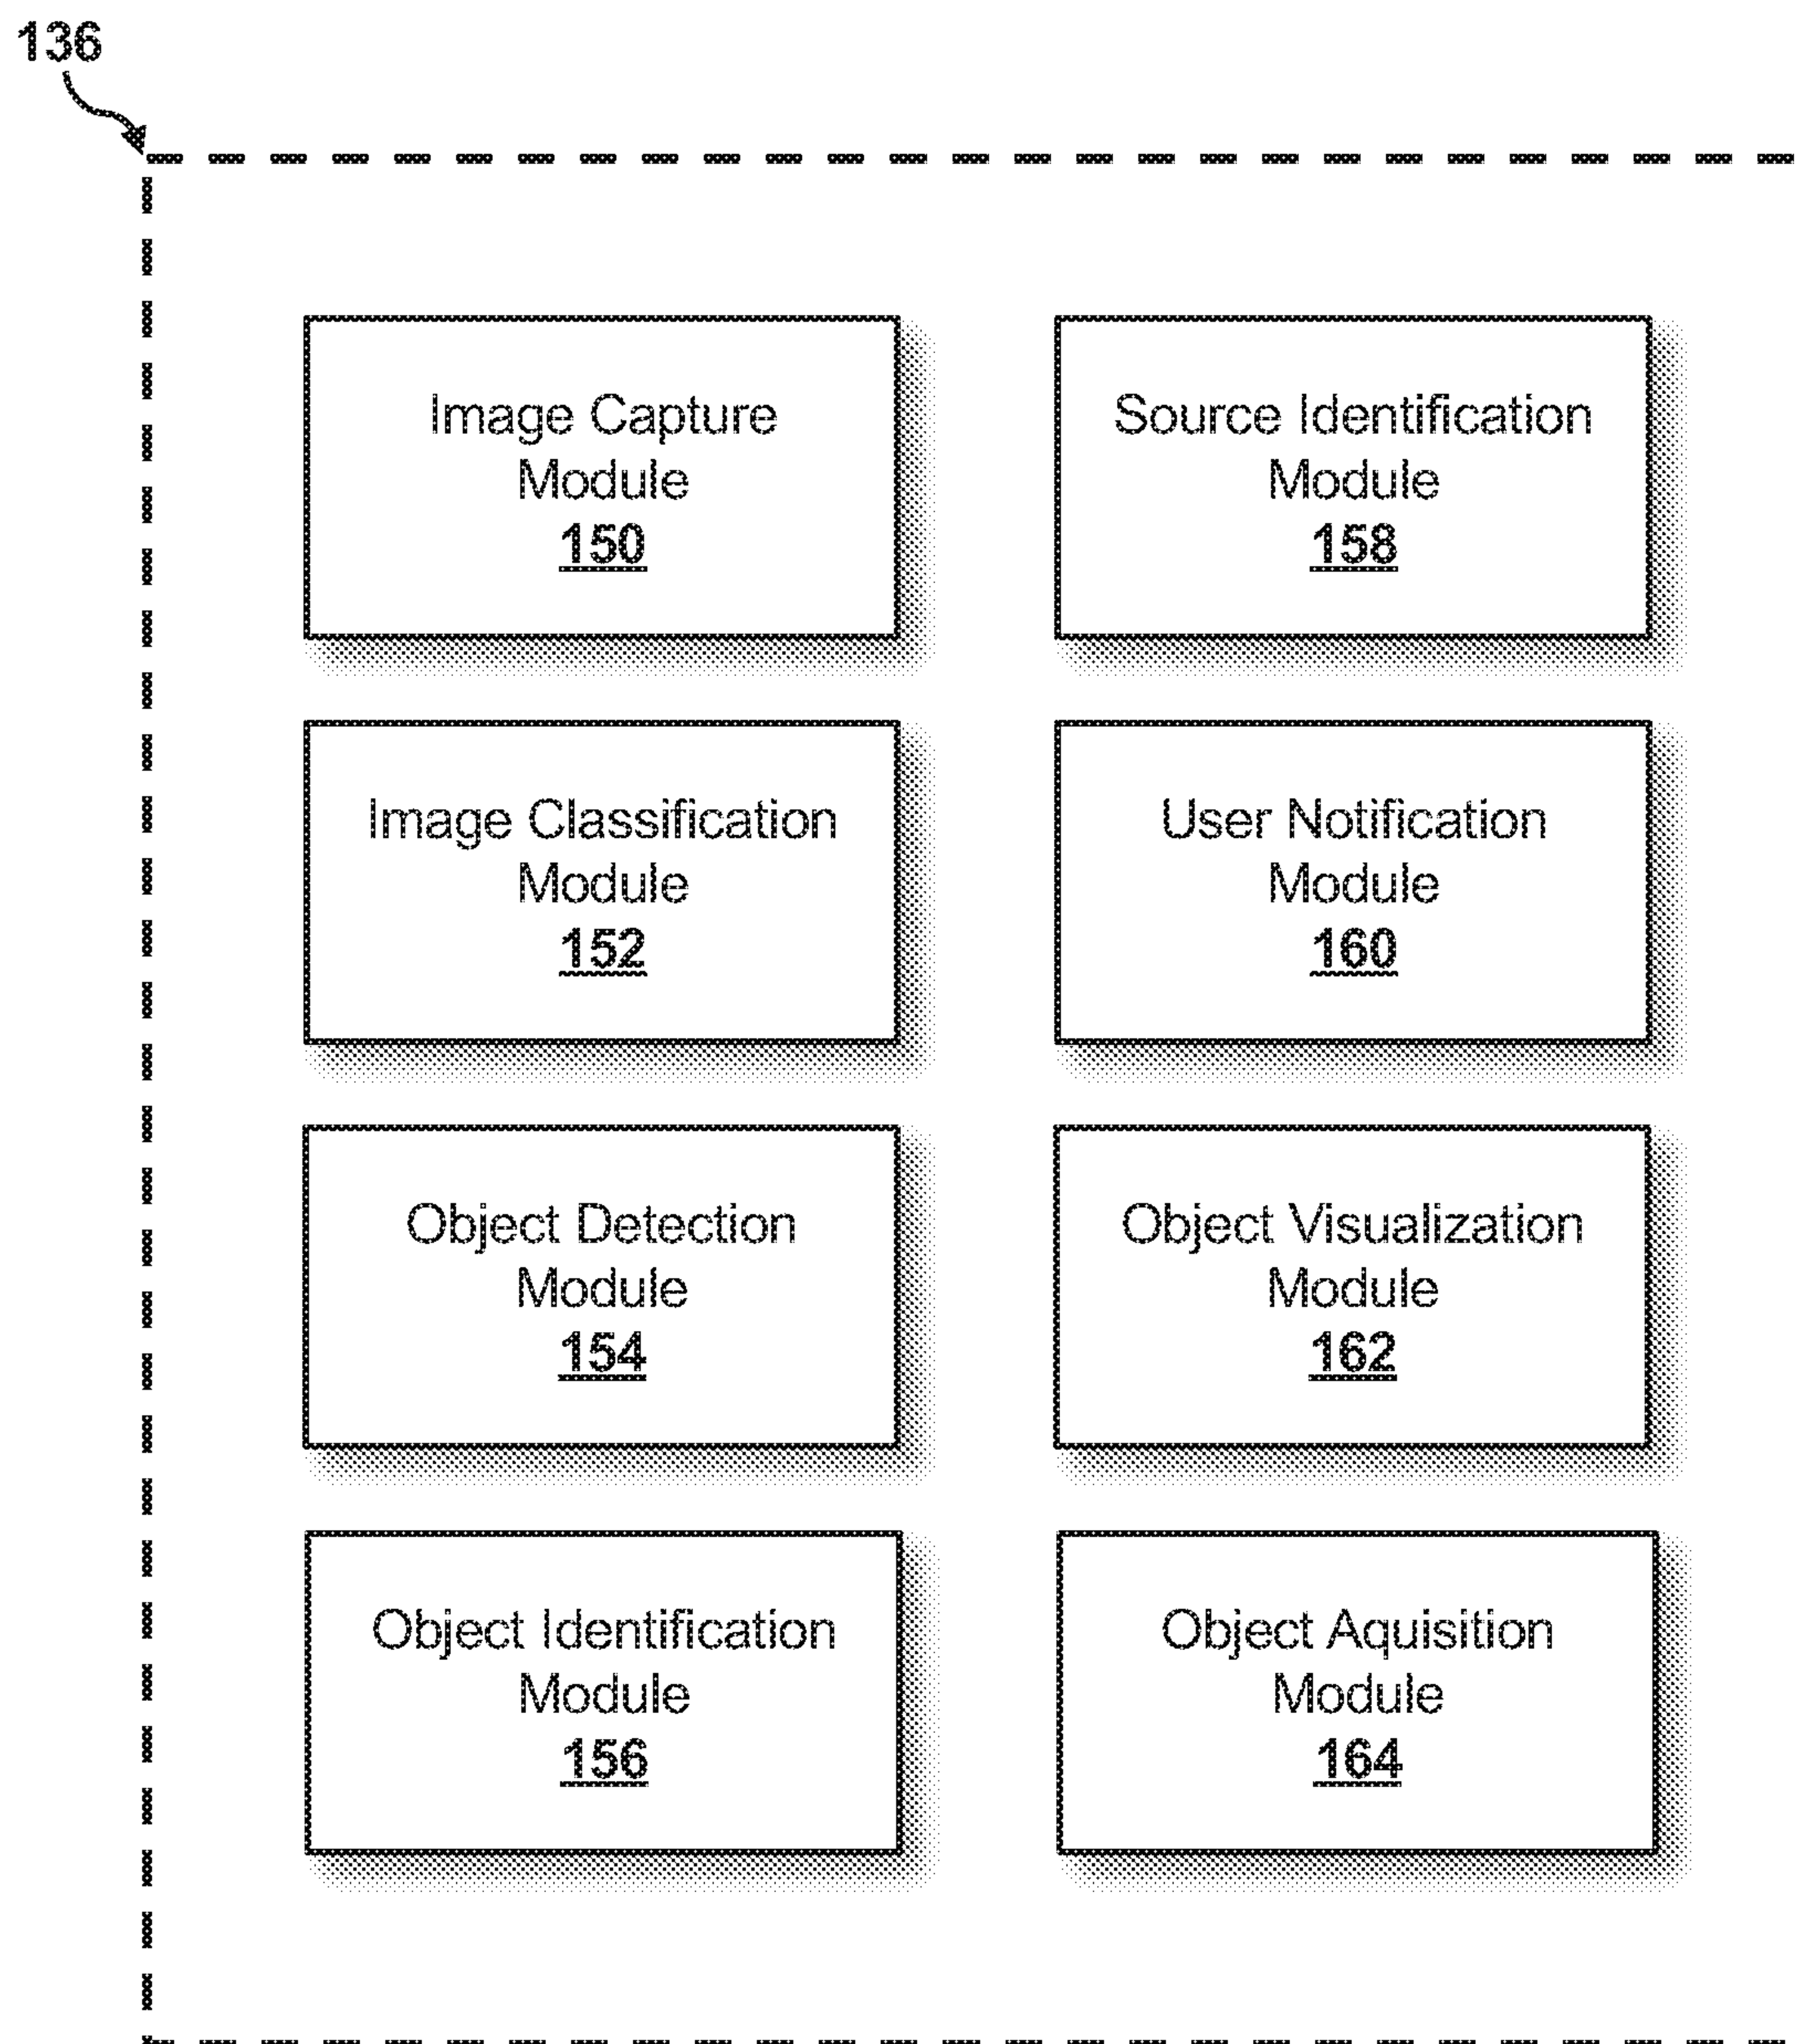 136
Image Capture
Module
150
Source Identification
Module
158
Image Classification
Module
152
User Notification
Module
160
Object Detection
Module
154
Object Visualization
Module
162
Object Identification
Module
156
Object Aquisition
Module
164